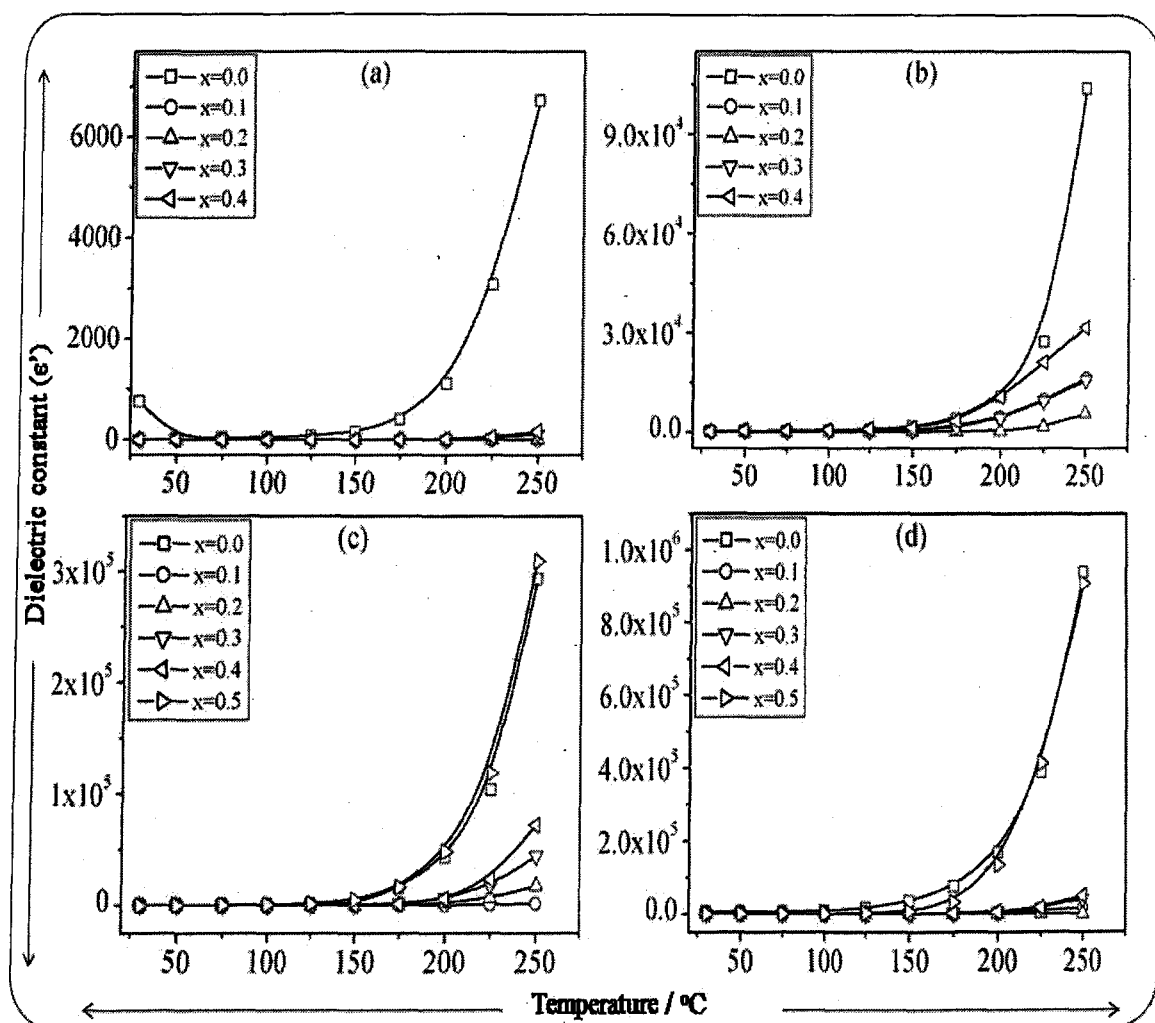 (a)
x=0.0
x=0.1
x=0.2
x=0.3
x=0.4
6000
4000
2000
0
50 100 150 200 250
(b)
x=0.0
x=0.1
x=0.2
x=0.3
x=0.4
9.0x10⁴
6.0x10⁴
3.0x10⁴
0.0
50 100 150 200 250
Dielectric constant (ε')
(c)
x=0.0
x=0.1
x=0.2
x=0.3
x=0.4
x=0.5
3x10⁵
2x10⁵
1x10⁵
0
50 100 150 200 250
(d)
x=0.0
x=0.1
x=0.2
x=0.3
x=0.4
x=0.5
1.0x10⁶
8.0x10⁵
6.0x10⁵
4.0x10⁵
2.0x10⁵
0.0
50 100 150 200 250
Temperature / ⁰C